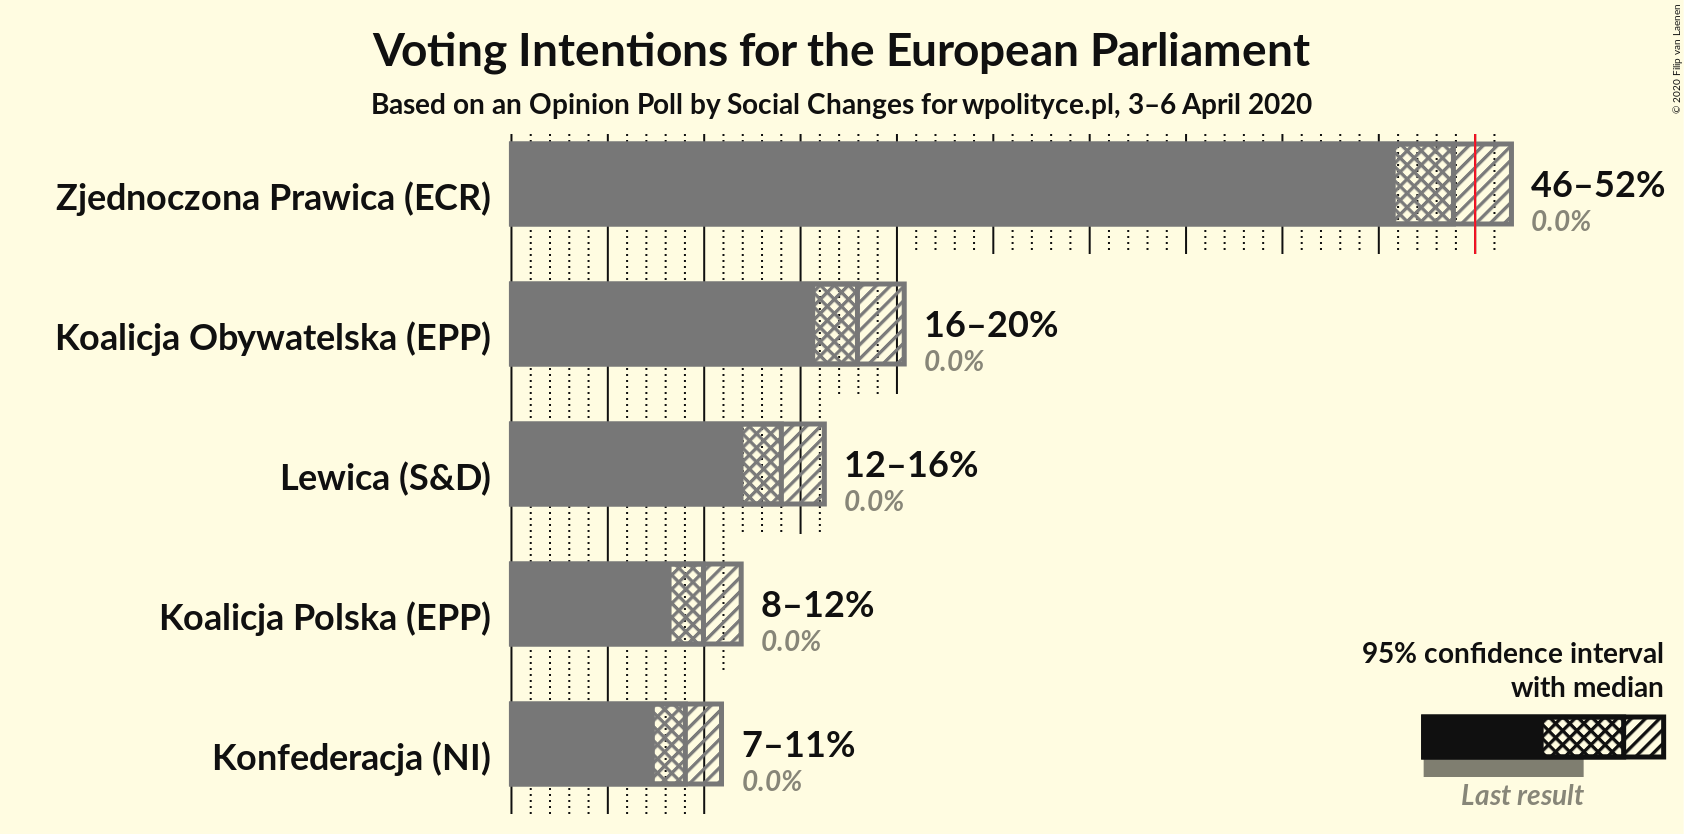 Voting Intentions for the European Parliament
Based on an Opinion Poll by Social Changes for wpolityce.pl, 3–6 April 2020
© 2020 Filip van Laenen
Zjednoczona Prawica (ECR)
46–52%
0.0%
Koalicja Obywatelska (EPP)
16–20%
0.0%
Lewica (S&D)
12–16%
0.0%
Koalicja Polska (EPP)
8–12%
0.0%
Konfederacja (NI)
7–11%
0.0%
95% confidence interval
with median
Last result